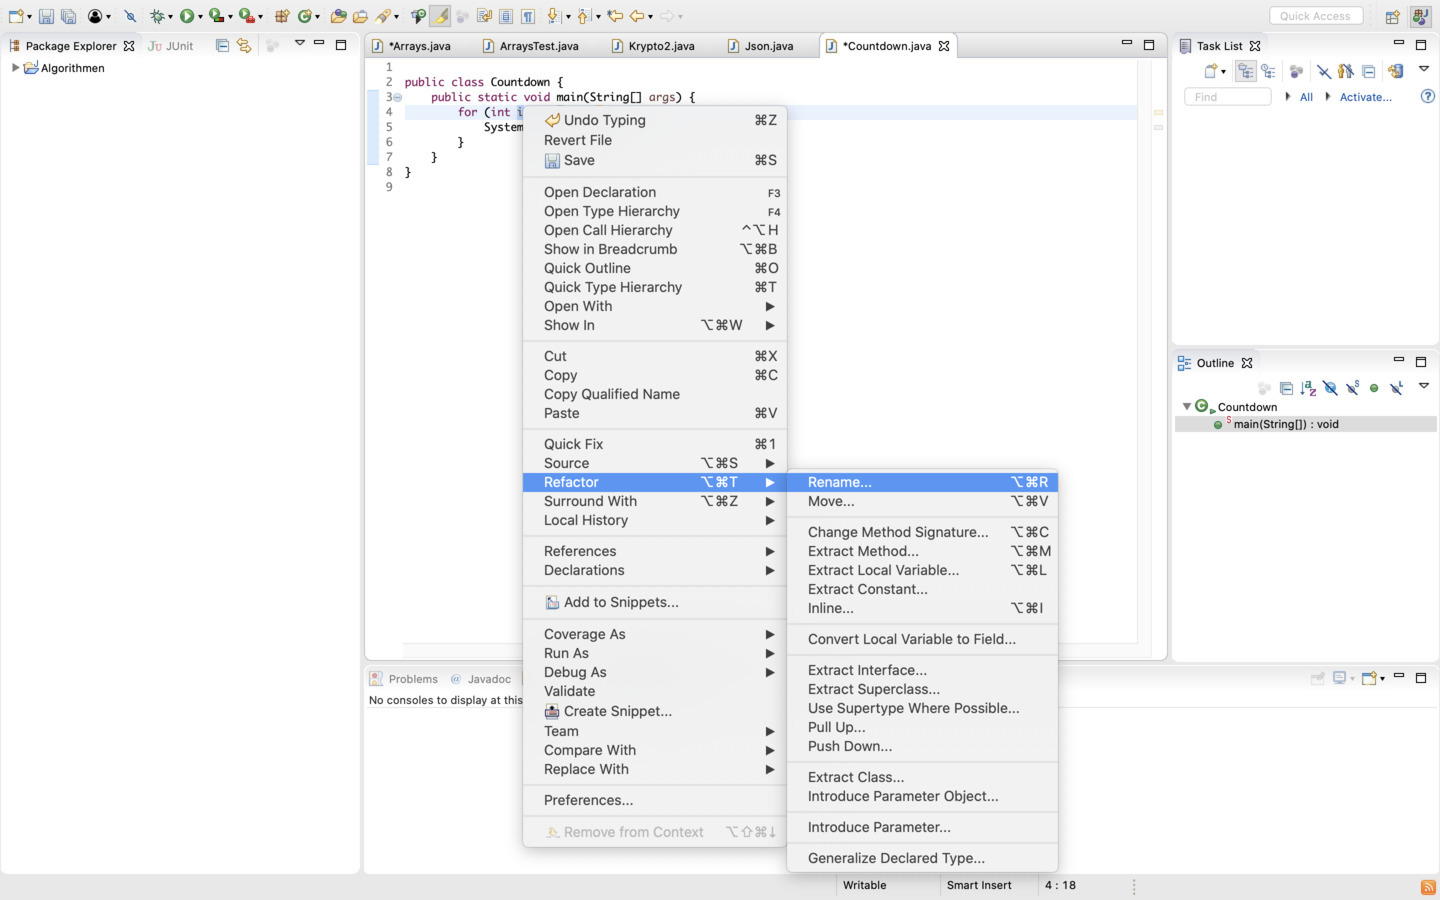 Quick Access
Package Explorer
JUnit
Algorithmen
*Arrays.java
ArraysTest.java
Krypto2.java
Json.java
*Countdown.java
1
2 public class Countdown {
3 public static void main(String[] args) {
4 for (int i
5 System
6 }
7 }
8 }
9
Undo Typing ⌘Z
Revert File
Save ⌘S
Open Declaration F3
Open Type Hierarchy F4
Open Call Hierarchy ^⌥H
Show in Breadcrumb ⌥⌘B
Quick Outline ⌘O
Quick Type Hierarchy ⌘T
Open With
Show In ⌥⌘W
Cut ⌘X
Copy ⌘C
Copy Qualified Name
Paste ⌘V
Quick Fix ⌘1
Source ⌥⌘S
Refactor ⌥⌘T
Surround With ⌥⌘Z
Local History
References
Declarations
Add to Snippets...
Coverage As
Run As
Debug As
Validate
Create Snippet...
Team
Compare With
Replace With
Preferences...
Remove from Context ⌥⇧⌘↓
Rename... ⌥⌘R
Move... ⌥⌘V
Change Method Signature... ⌥⌘C
Extract Method... ⌥⌘M
Extract Local Variable... ⌥⌘L
Extract Constant...
Inline... ⌥⌘I
Convert Local Variable to Field...
Extract Interface...
Extract Superclass...
Use Supertype Where Possible...
Pull Up...
Push Down...
Extract Class...
Introduce Parameter Object...
Introduce Parameter...
Generalize Declared Type...
Task List
Find
All
Activate...
Outline
Countdown
main(String[]) : void
Problems
@ Javadoc
No consoles to display at this
Writable
Smart Insert
4 : 18